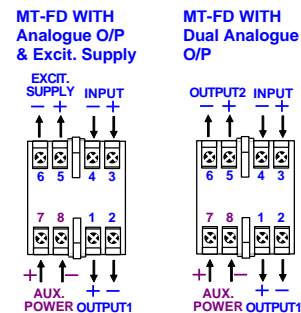 MT-FD WITH
Analogue O/P
& Excit. Supply
EXCIT.
SUPPLY INPUT
− + − +
6 5 4 3
7 8 1 2
+ − + −
AUX.
POWER OUTPUT1
MT-FD WITH
Dual Analogue
O/P
OUTPUT2 INPUT
− + − +
6 5 4 3
7 8 1 2
+ − + −
AUX.
POWER OUTPUT1